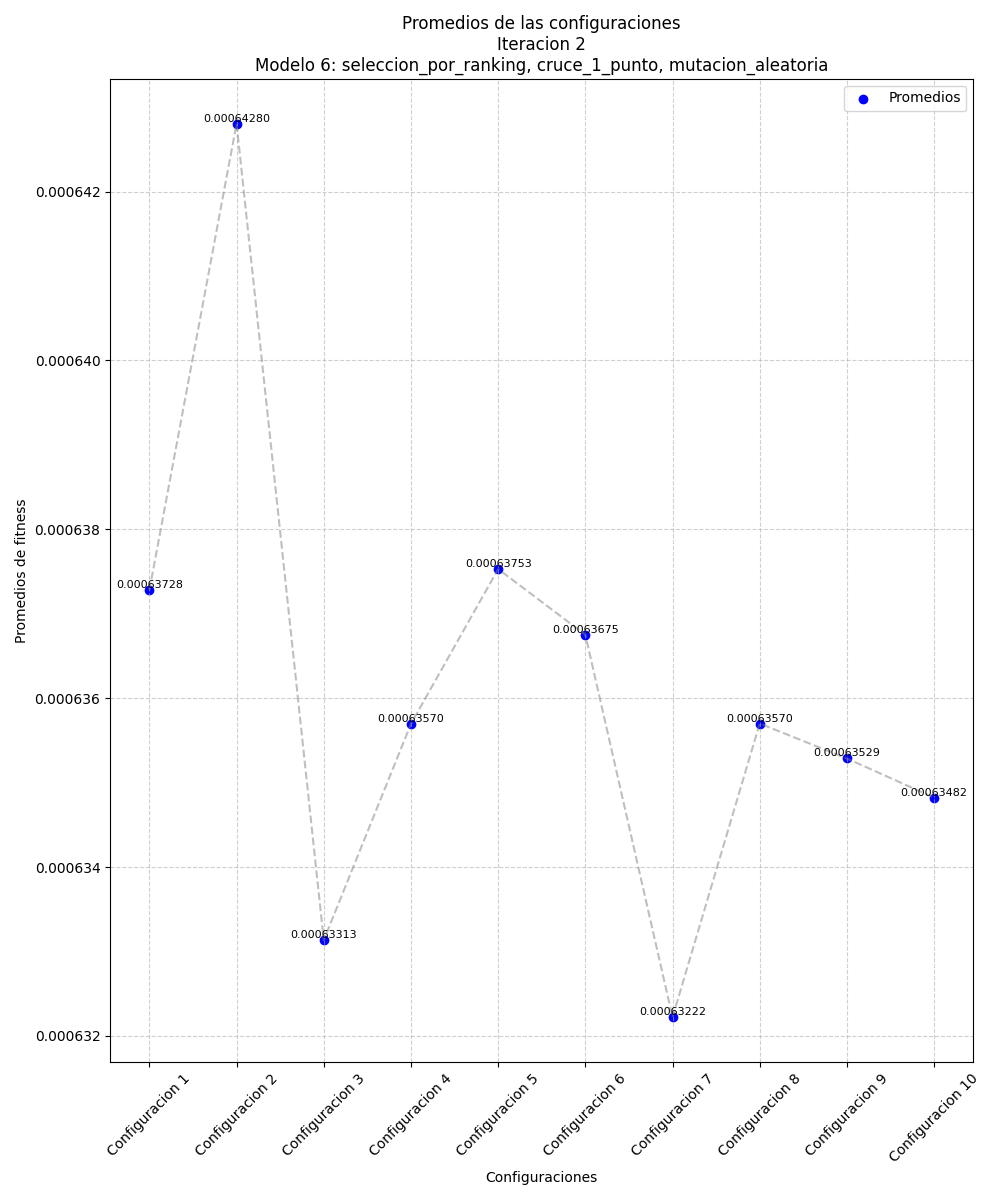 Promedios de las configuraciones
Iteracion 2
Modelo 6: seleccion_por_ranking, cruce_1_punto, mutacion_aleatoria
Promedios
0.00064280
0.000642
0.000640
0.000638
0.00063753
0.00063728
0.00063675
0.000636
0.00063570
0.00063570
0.00063529
0.00063482
0.000634
0.00063313
0.00063222
0.000632
Promedios de fitness
Configuracion 1
Configuracion 2
Configuracion 3
Configuracion 4
Configuracion 5
Configuracion 6
Configuracion 7
Configuracion 8
Configuracion 9
Configuracion 10
Configuraciones